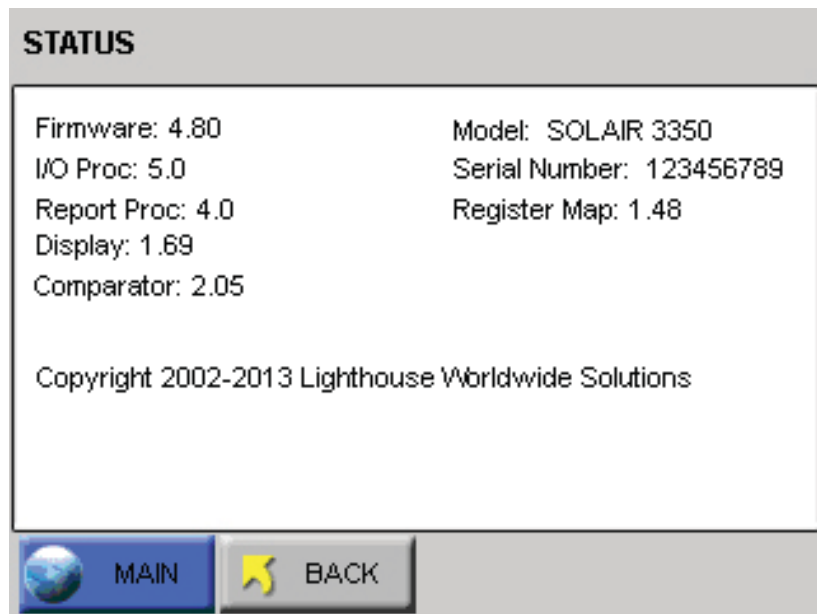 STATUS
Firmware: 4.80
I/O Proc: 5.0
Report Proc: 4.0
Display: 1.69
Comparator: 2.05
Model: SOLAIR 3350
Serial Number: 123456789
Register Map: 1.48
Copyright 2002-2013 Lighthouse Worldwide Solutions
MAIN
BACK